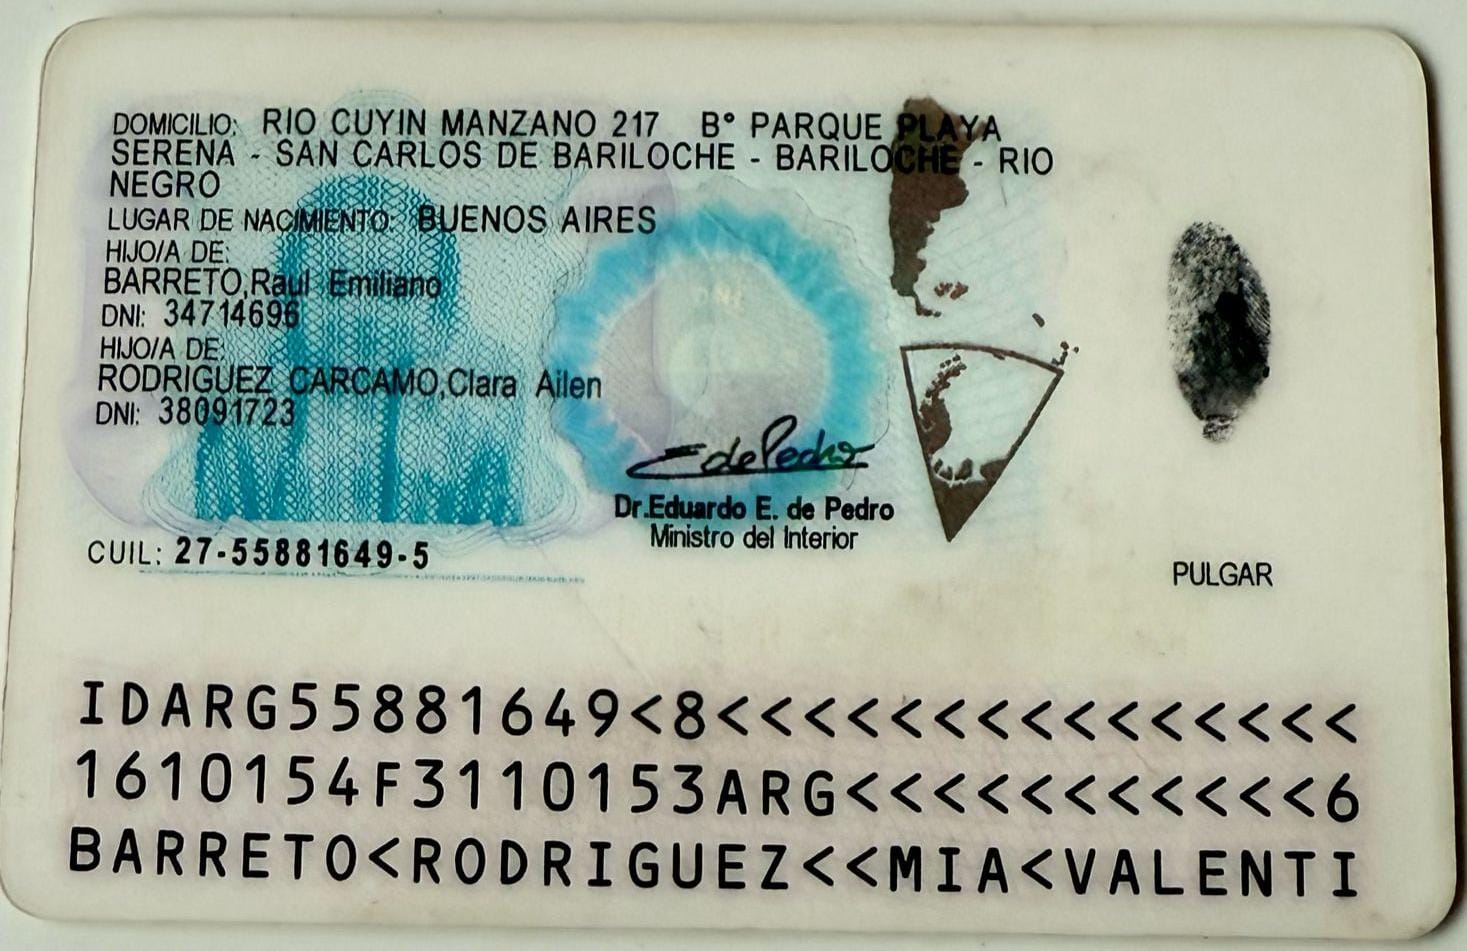 DOMICILIO: RIO CUYIN MANZANO 217 B° PARQUE PLAYA
SERENA - SAN CARLOS DE BARILOCHE - BARILOCHE - RIO
NEGRO
LUGAR DE NACIMIENTO: BUENOS AIRES
HIJO/A DE:
BARRETO,Raul Emiliano
DNI: 34714696
HIJO/A DE:
RODRIGUEZ CARCAMO,Clara Ailen
DNI: 38091723
E de Pedro
Dr.Eduardo E. de Pedro
Ministro del Interior
CUIL: 27-55881649-5
PULGAR
IDARG55881649<8<<<<<<<<<<<<<<<
1610154F3110153ARG<<<<<<<<<<<6
BARRETO<RODRIGUEZ<<MIA<VALENTI